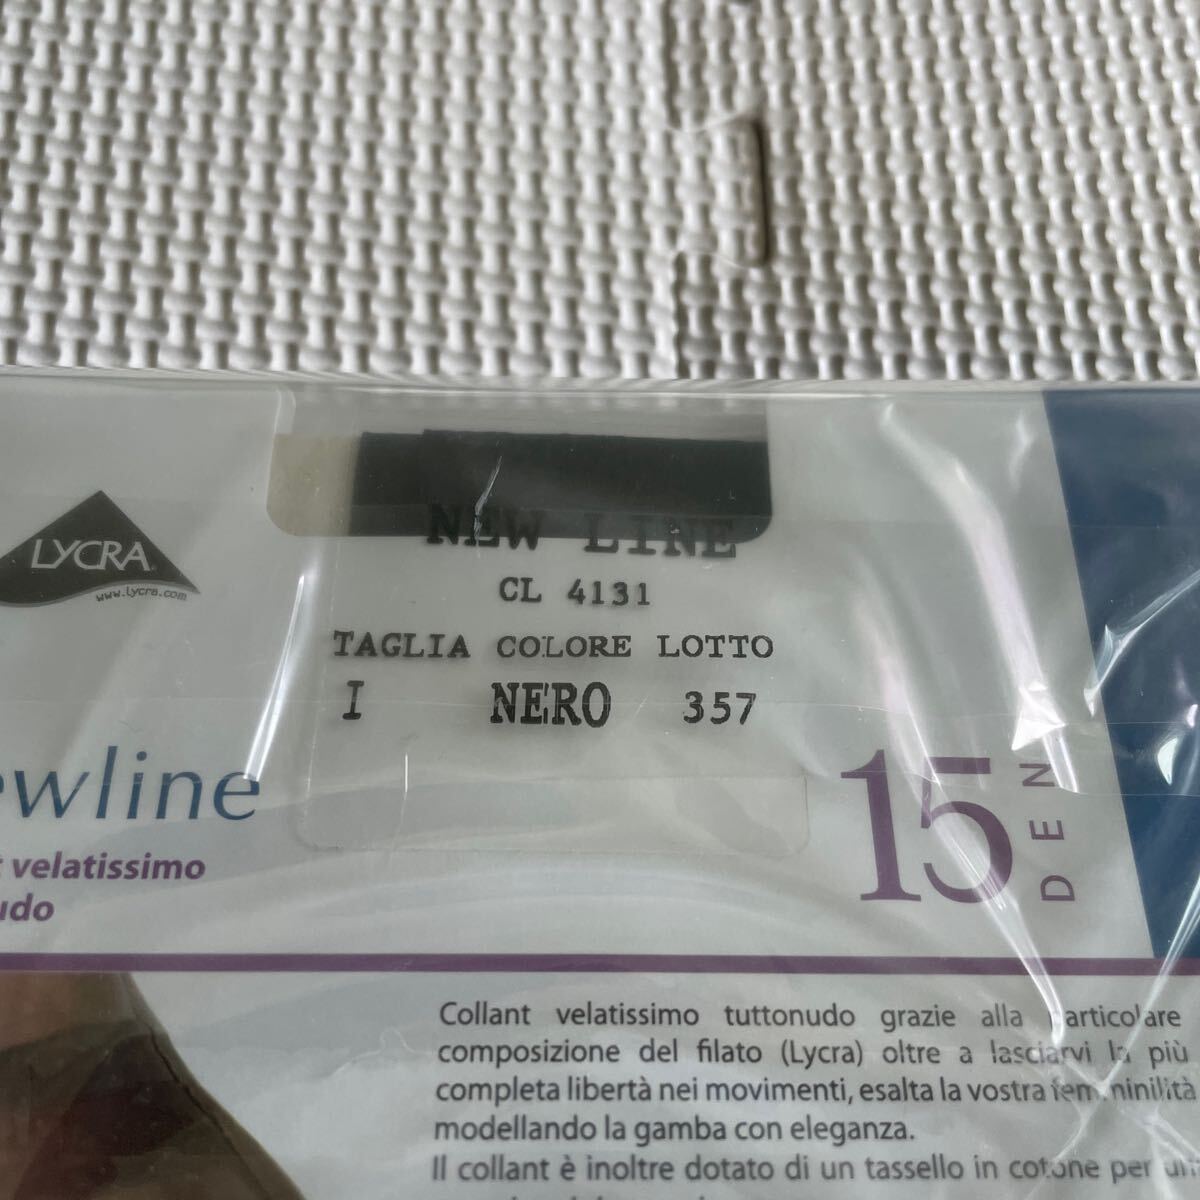 LYCRA
www.lycra.com
NEW LINE
CL 4131
TAGLIA COLORE LOTTO
I NERO 357
ewline
velatissimo
udo
15 DEN
Collant velatissimo tuttonudo grazie alla particolare
composizione del filato (Lycra) oltre a lasciarvi la più
completa libertà nei movimenti, esalta la vostra femminilità
modellando la gamba con eleganza.
Il collant è inoltre dotato di un tassello in cotone per